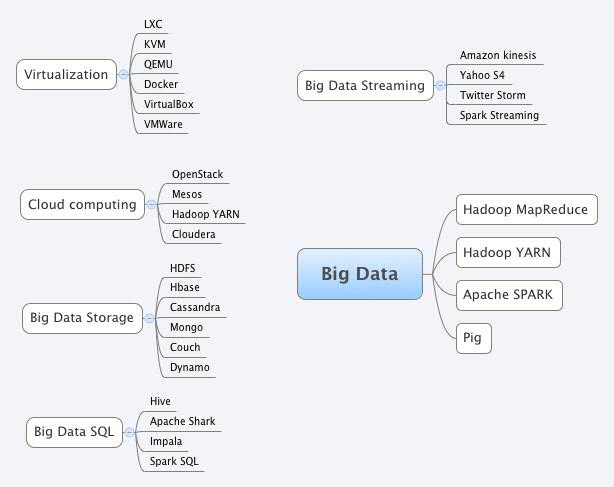 Virtualization
LXC
KVM
QEMU
Docker
VirtualBox
VMWare
Big Data Streaming
Amazon kinesis
Yahoo S4
Twitter Storm
Spark Streaming
Cloud computing
OpenStack
Mesos
Hadoop YARN
Cloudera
Big Data
Hadoop MapReduce
Hadoop YARN
Apache SPARK
Pig
Big Data Storage
HDFS
Hbase
Cassandra
Mongo
Couch
Dynamo
Big Data SQL
Hive
Apache Shark
Impala
Spark SQL